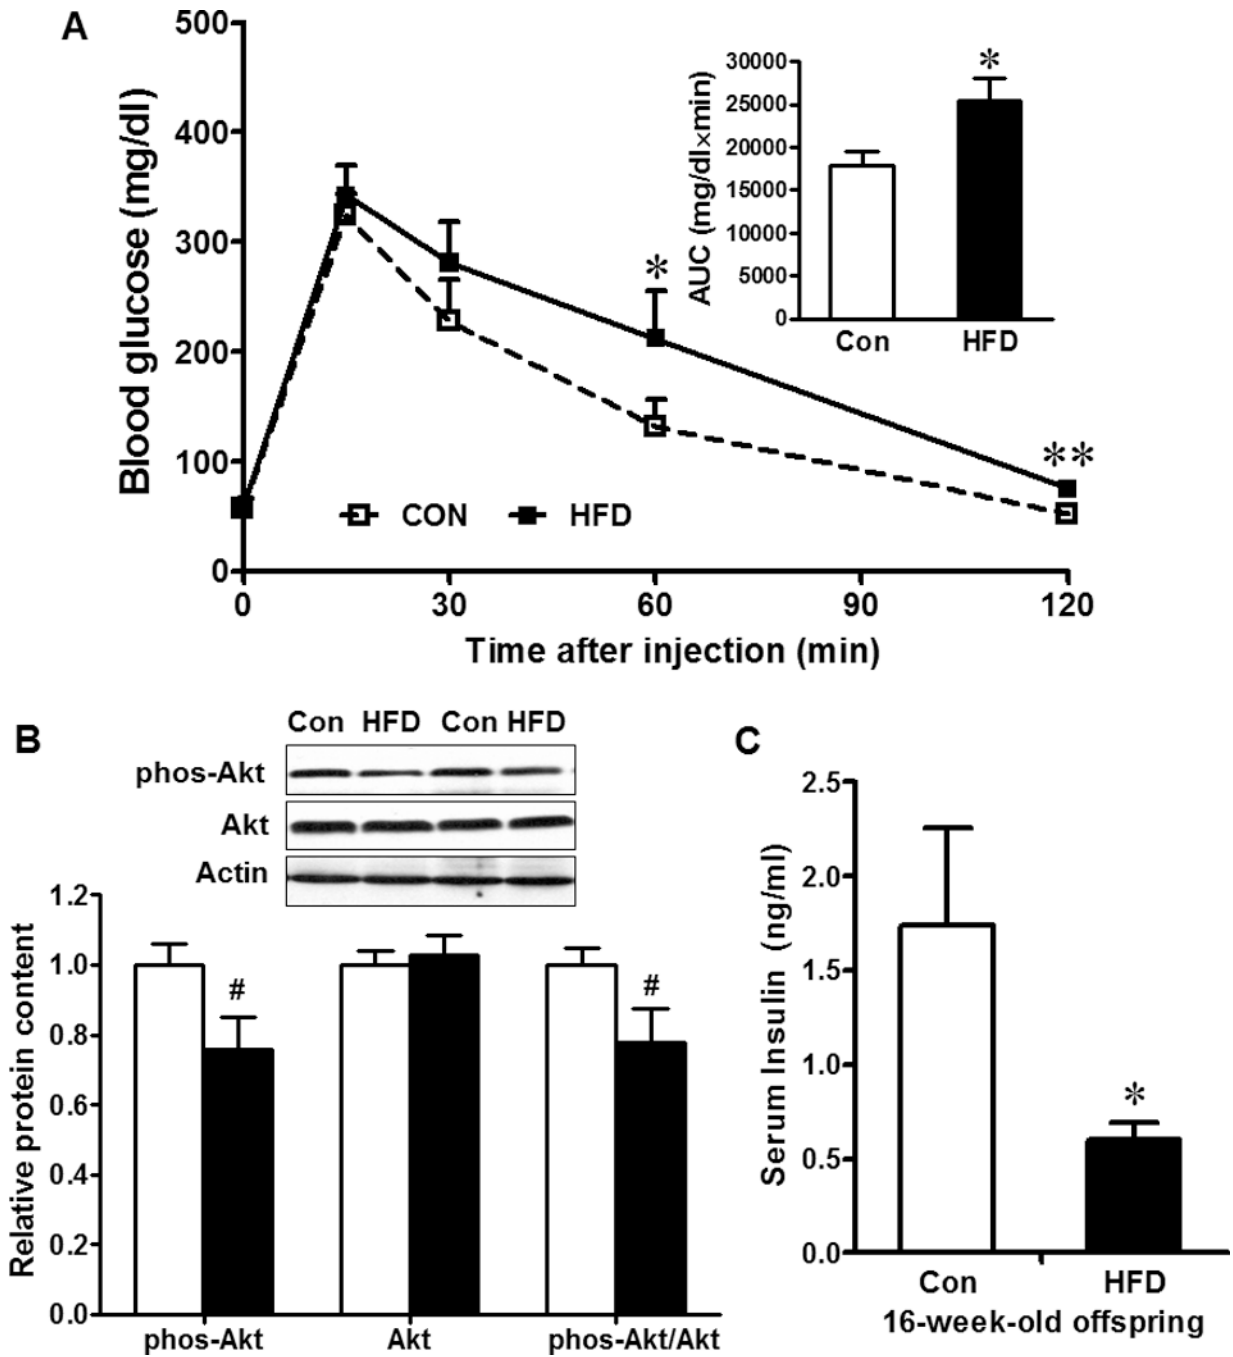 A
Blood glucose (mg/dl)
500
400
300
200
100
0
0 30 60 90 120
Time after injection (min)
CON HFD
*
**
AUC (mg/dl×min)
30000
25000
20000
15000
10000
5000
0
*
Con HFD
B
Con HFD Con HFD
phos-Akt
Akt
Actin
Relative protein content
1.2
1.0
0.8
0.6
0.4
0.2
0.0
#
#
phos-Akt Akt phos-Akt/Akt
C
Serum Insulin (ng/ml)
2.5
2.0
1.5
1.0
0.5
0.0
*
Con HFD
16-week-old offspring